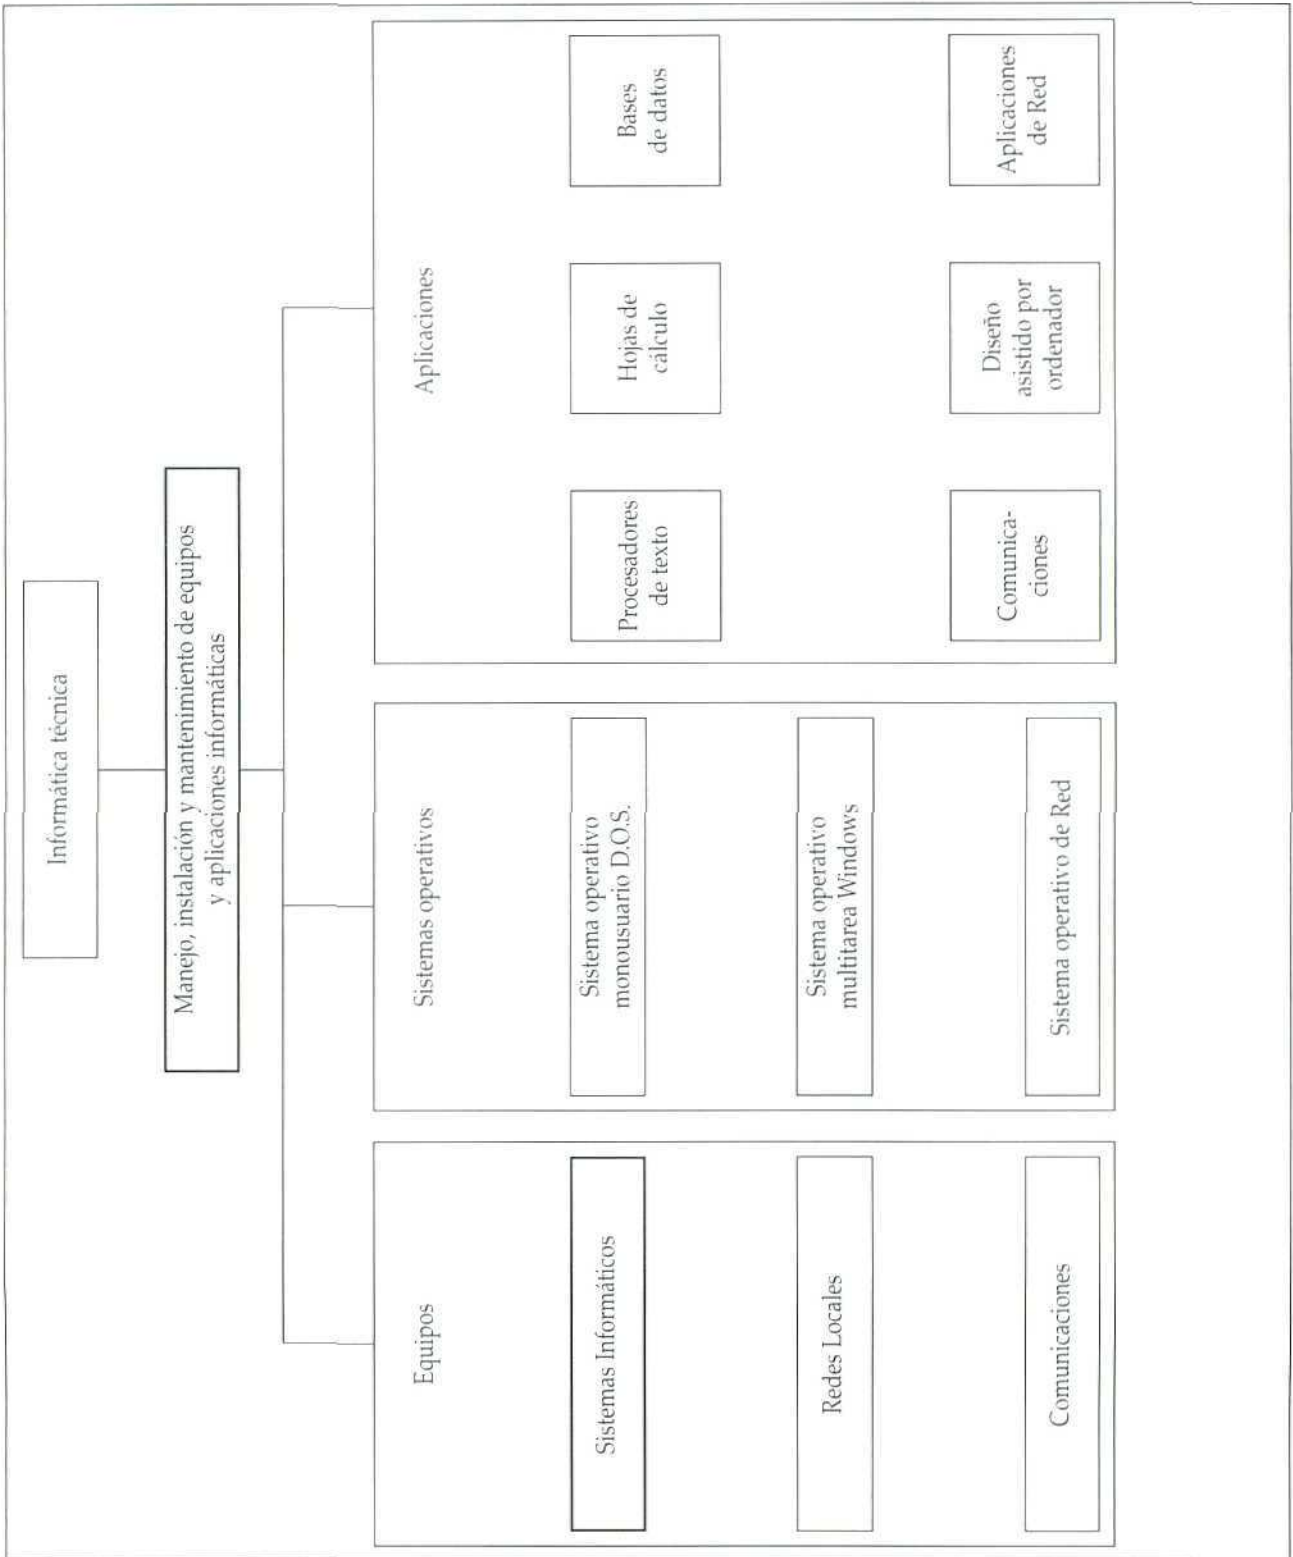 Informática técnica
Manejo, instalación y mantenimiento de equipos
y aplicaciones informáticas
Equipos
Sistemas Informáticos
Redes Locales
Comunicaciones
Sistemas operativos
Sistema operativo
monousuario D.O.S.
Sistema operativo
multitarea Windows
Sistema operativo de Red
Aplicaciones
Procesadores
de texto
Hojas de
cálculo
Bases
de datos
Comunica-
ciones
Diseño
asistido por
ordenador
Aplicaciones
de Red